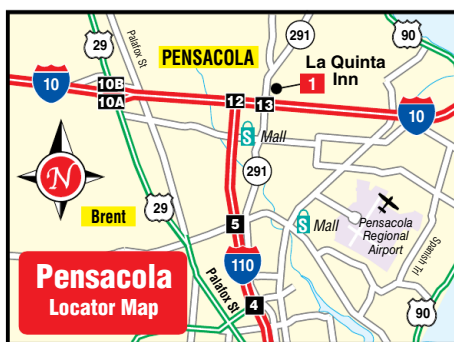 29
Palafox St
PENSACOLA
291
90
La Quinta
Inn
1
10
10B
10A
12
13
10
S Mall
N
291
29
Brent
S Mall
5
Pensacola
Regional
Airport
Spanish Trl
110
Pensacola
Locator Map
Palafox St
4
90